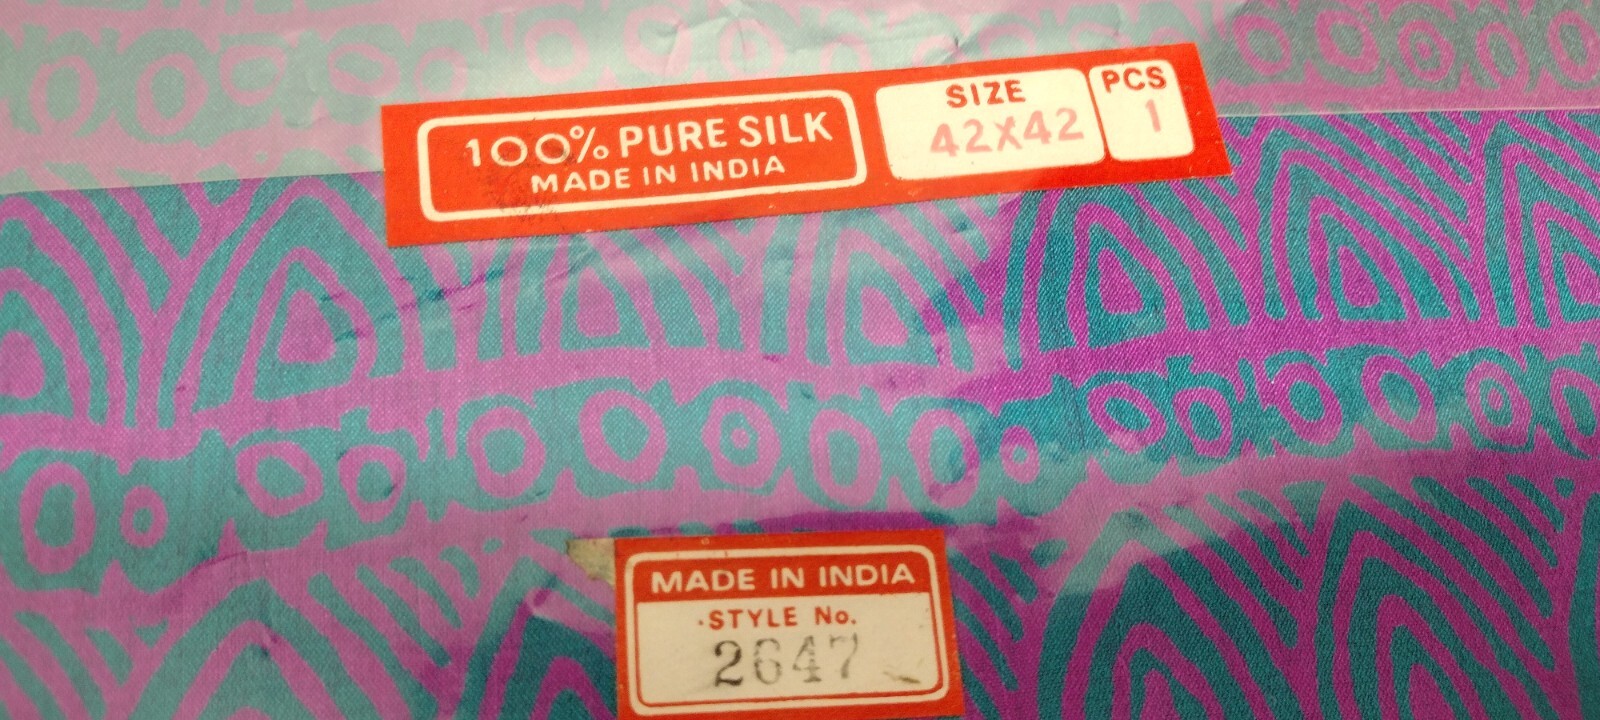 100% PURE SILK
MADE IN INDIA
SIZE
42X42
PCS
1
MADE IN INDIA
STYLE No.
2647